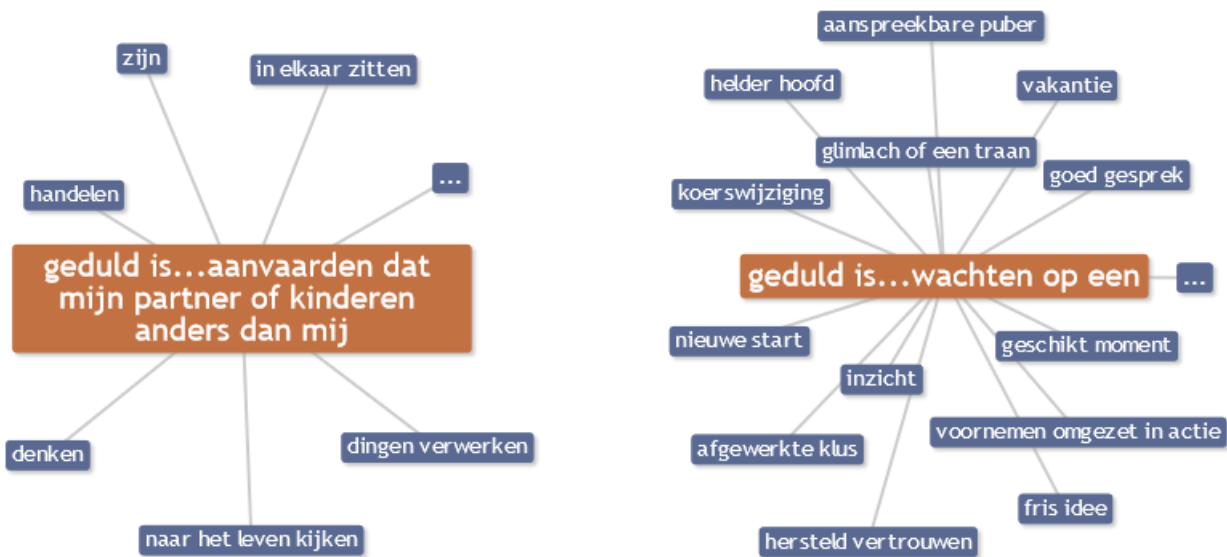 zijn
in elkaar zitten
...
handelen
geduld is...aanvaarden dat
mijn partner of kinderen
anders dan mij
denken
dingen verwerken
naar het leven kijken
aanspreekbare puber
helder hoofd
vakantie
glimlach of een traan
goed gesprek
koerswijziging
geduld is...wachten op een
...
nieuwe start
geschikt moment
inzicht
voornemen omgezet in actie
afgewerkte klus
fris idee
hersteld vertrouwen